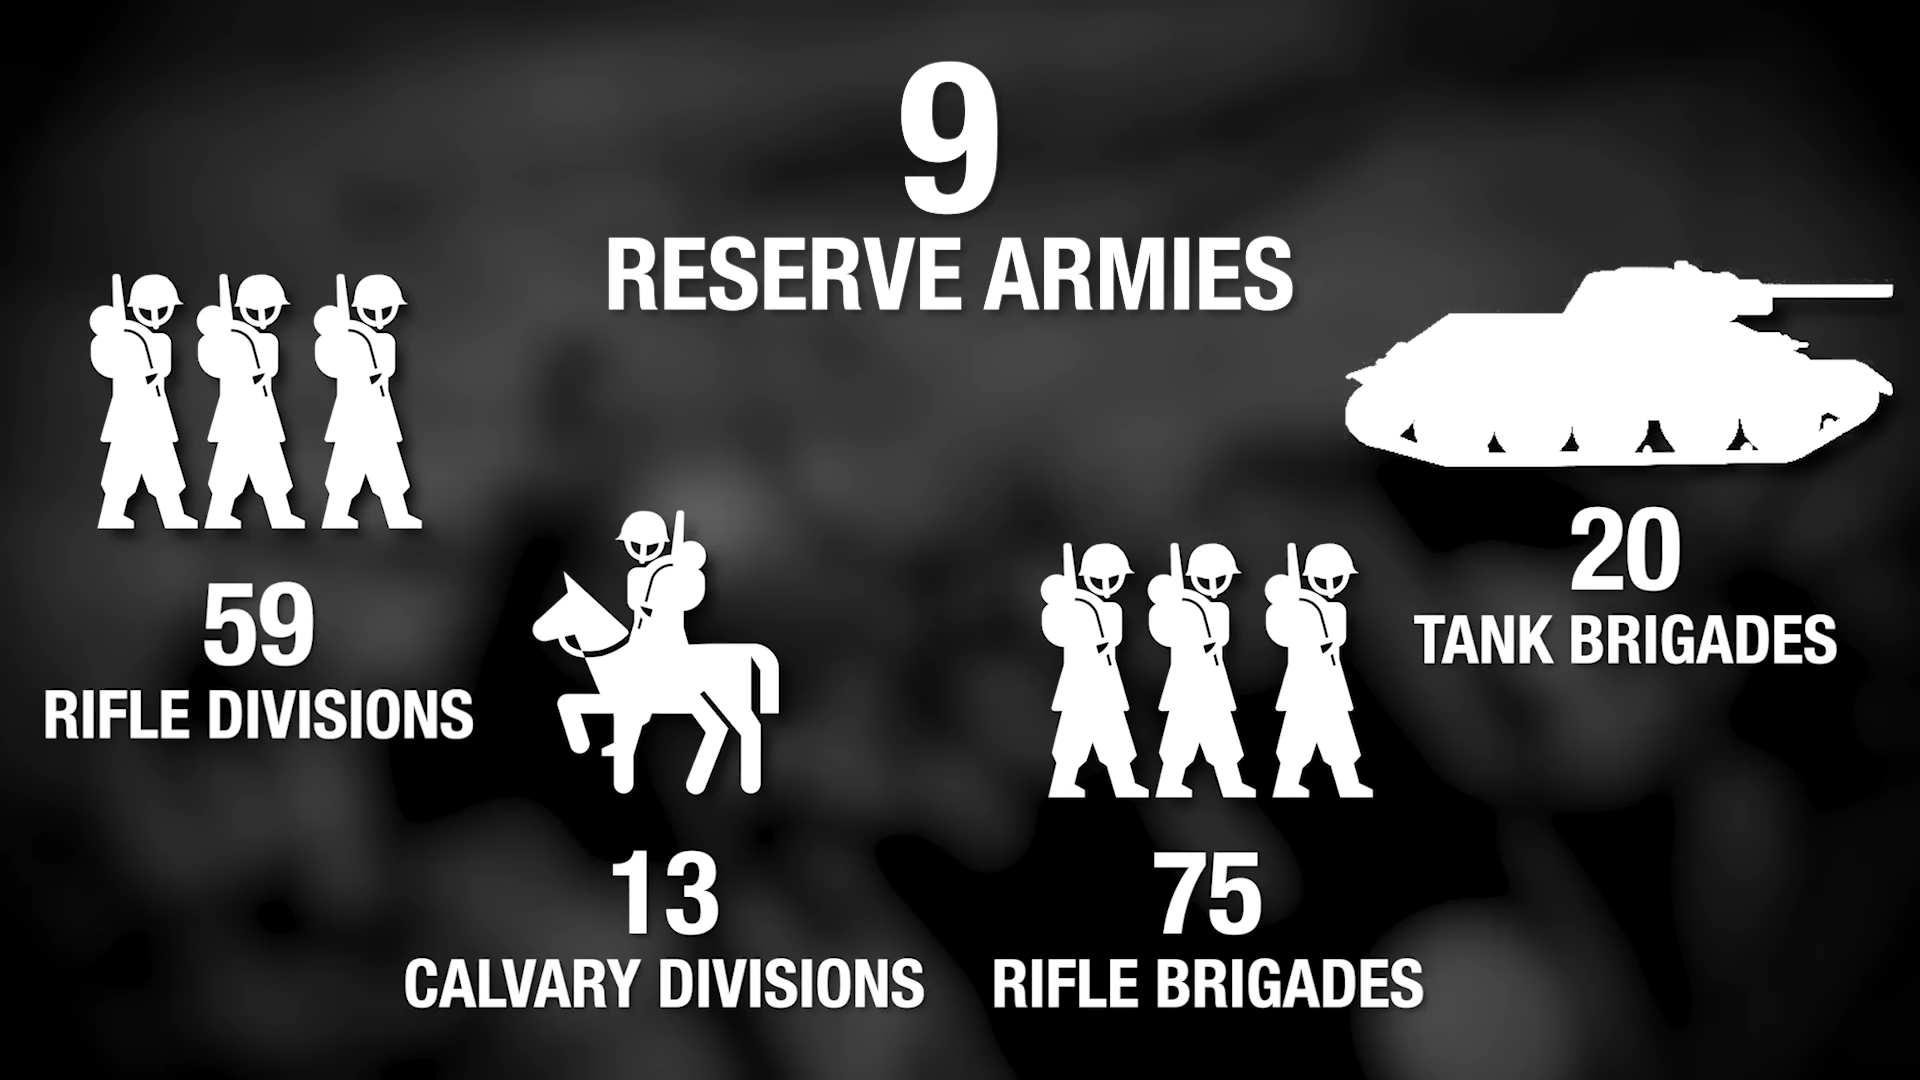 9
RESERVE ARMIES
59
RIFLE DIVISIONS
13
CALVARY DIVISIONS
75
RIFLE BRIGADES
20
TANK BRIGADES